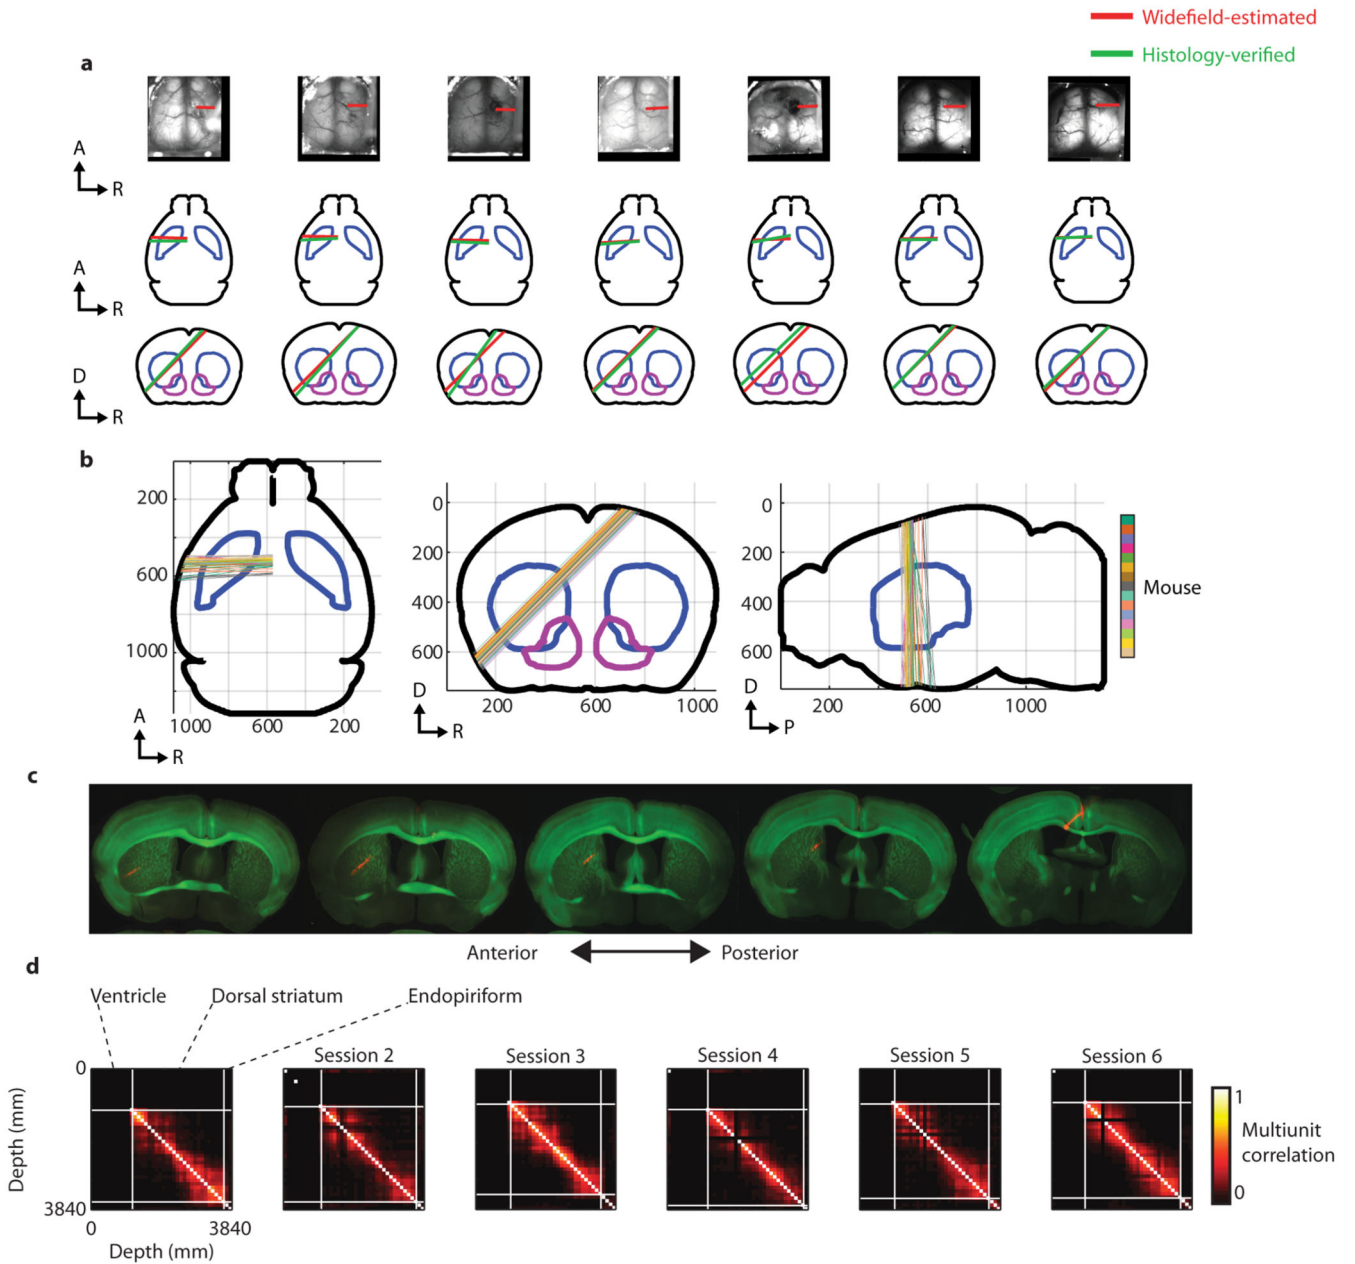 Widefield-estimated
Histology-verified
a
A
R
A
R
D
R
b
200
600
1000
A
1000 600 200
R
0
200
400
600
D
200 600 1000
R
0
200
400
600
D
200 600 1000
P
Mouse
c
Anterior Posterior
d
Ventricle Dorsal striatum Endopiriform
Session 2 Session 3 Session 4 Session 5 Session 6
0
Depth (mm)
3840
0 3840
Depth (mm)
1
Multiunit
correlation
0